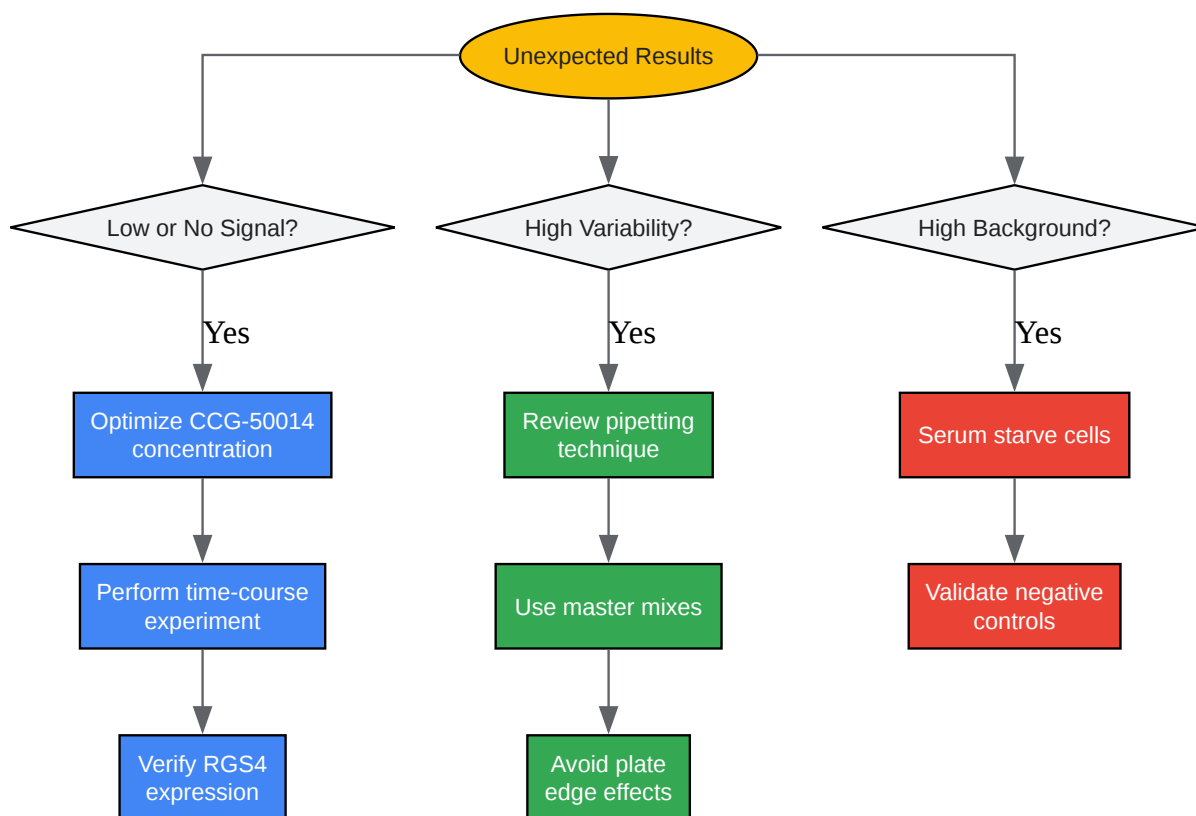 Unexpected Results
Low or No Signal?
High Variability?
High Background?
Yes
Yes
Yes
Optimize CCG-50014
concentration
Review pipetting
technique
Serum starve cells
Perform time-course
experiment
Use master mixes
Validate negative
controls
Verify RGS4
expression
Avoid plate
edge effects